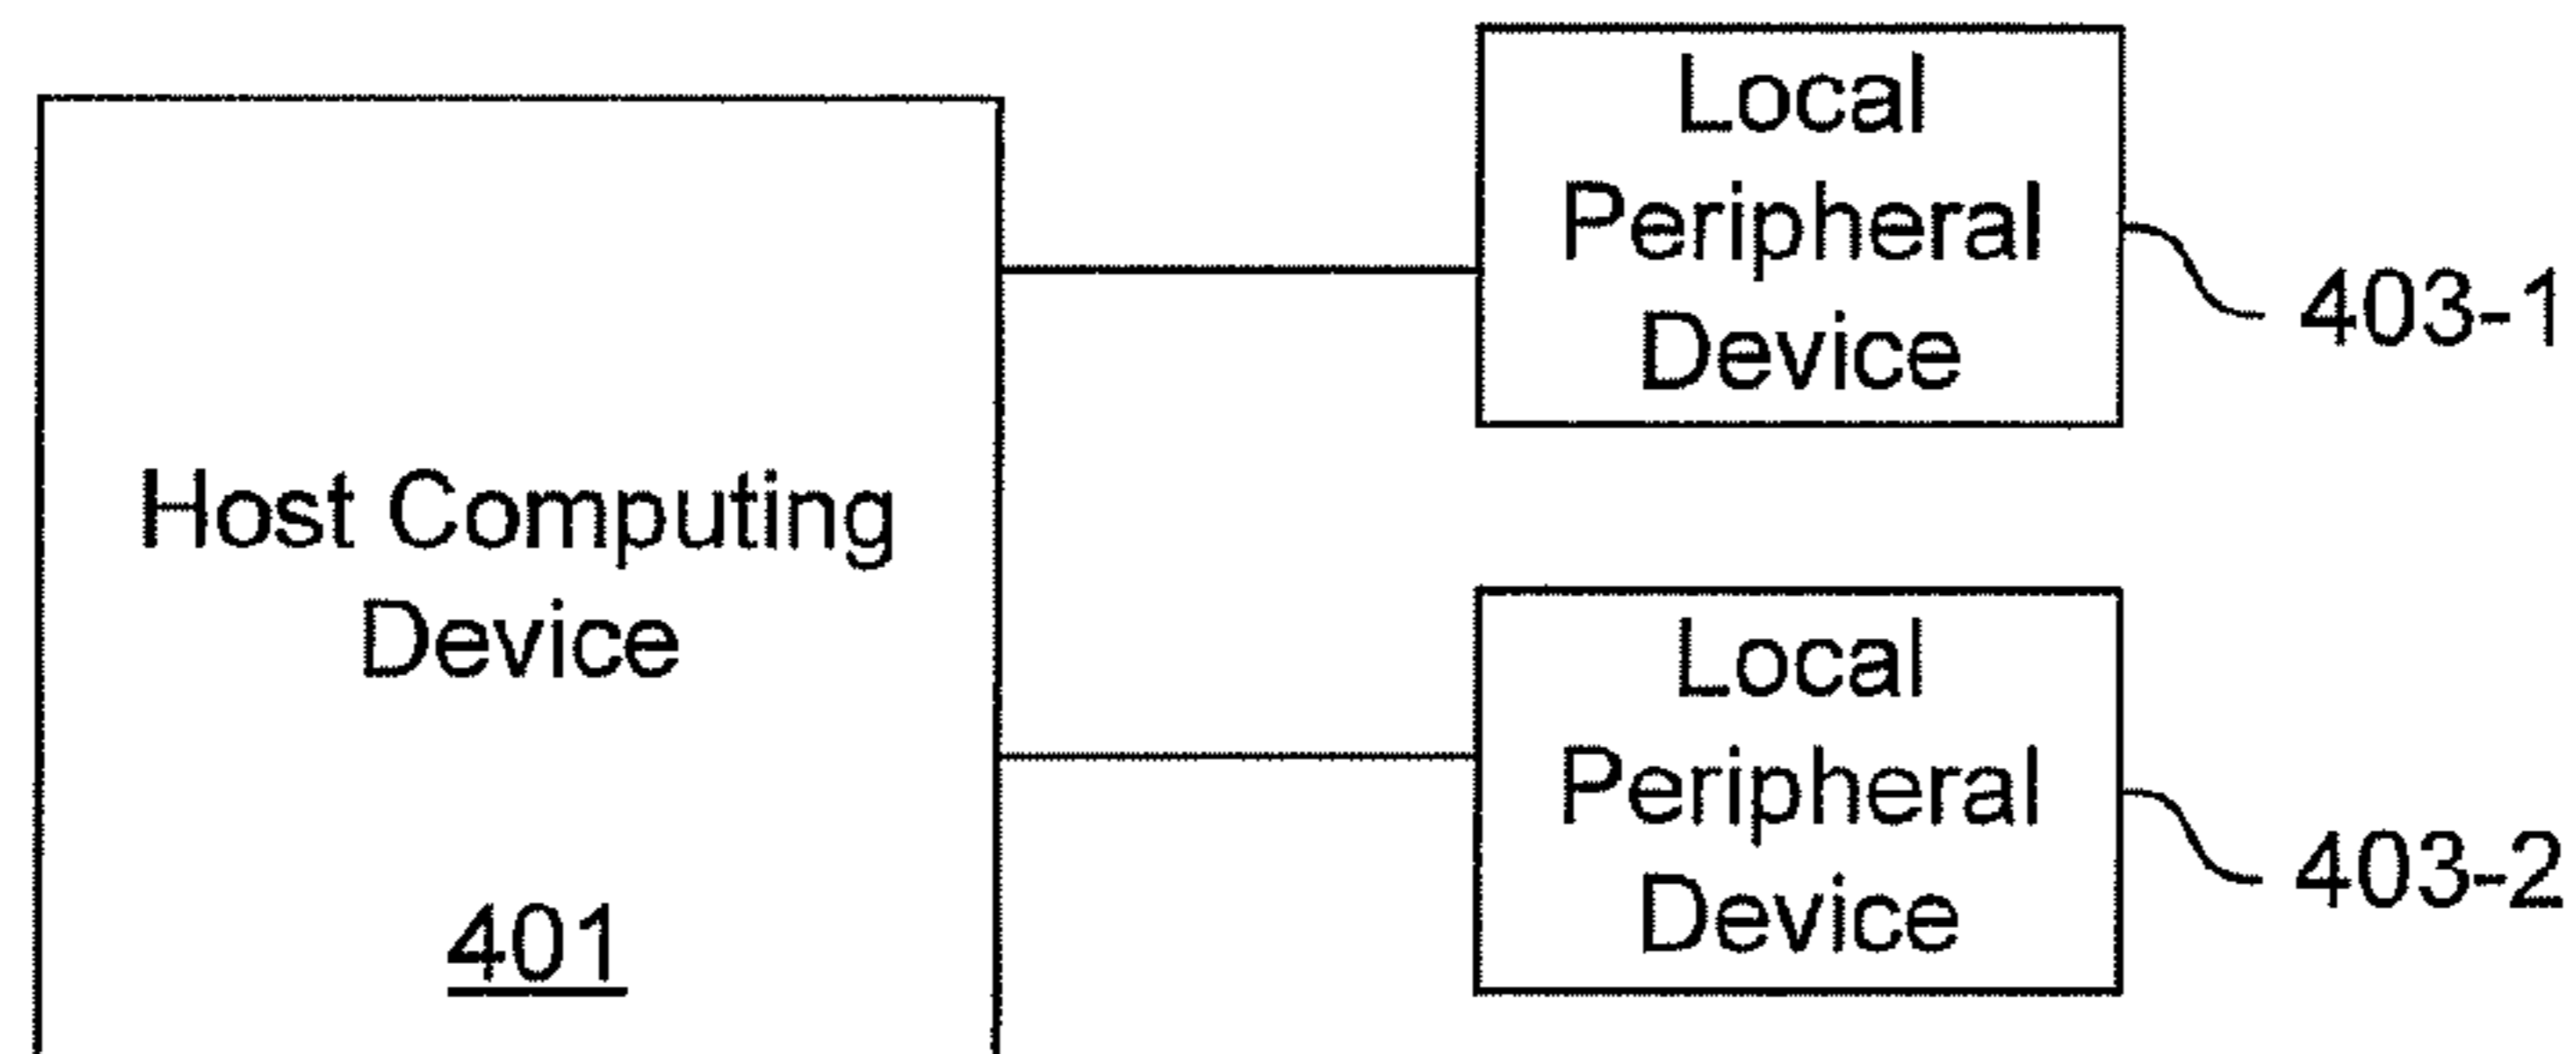 Host Computing
Device
401
Local
Peripheral
Device
403-1
Local
Peripheral
Device
403-2